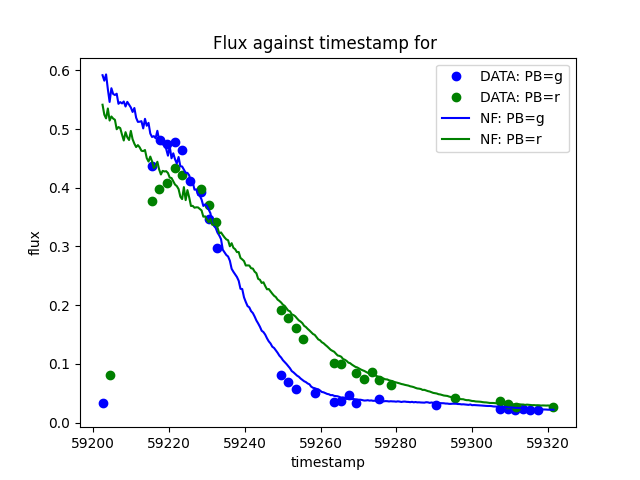 Flux against timestamp for
DATA: PB=g
DATA: PB=r
NF: PB=g
NF: PB=r
0.6
0.5
0.4
0.3
0.2
0.1
0.0
flux
59200 59220 59240 59260 59280 59300 59320
timestamp